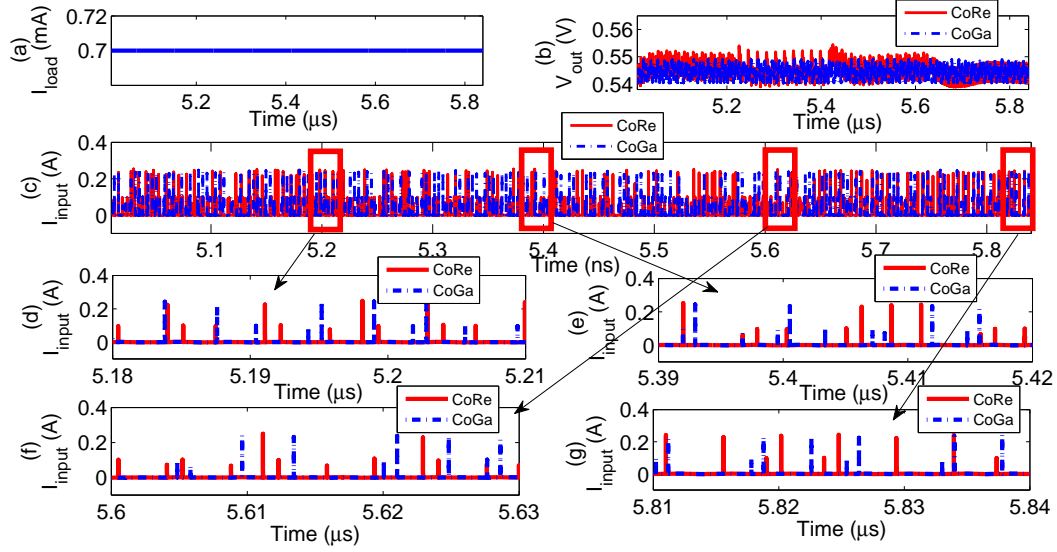 (a)
I_load (mA)
0.72
0.7
5.2 5.4 5.6 5.8
Time (μs)
(b)
V_out (V)
0.56
0.55
0.54
5.2 5.4 5.6 5.8
Time (μs)
CoRe
CoGa
(c)
I_input (A)
0.4
0.2
0
5.1 5.2 5.3 5.4 5.5 5.6 5.7 5.8
Time (ns)
CoRe
CoGa
(d)
I_input (A)
0.4
0.2
0
5.18 5.19 5.2 5.21
Time (μs)
CoRe
CoGa
(e)
I_input (A)
0.4
0.2
0
5.39 5.4 5.41 5.42
Time (μs)
CoRe
CoGa
(f)
I_input (A)
0.4
0.2
0
5.6 5.61 5.62 5.63
Time (μs)
CoRe
CoGa
(g)
I_input (A)
0.4
0.2
0
5.81 5.82 5.83 5.84
Time (μs)
CoRe
CoGa